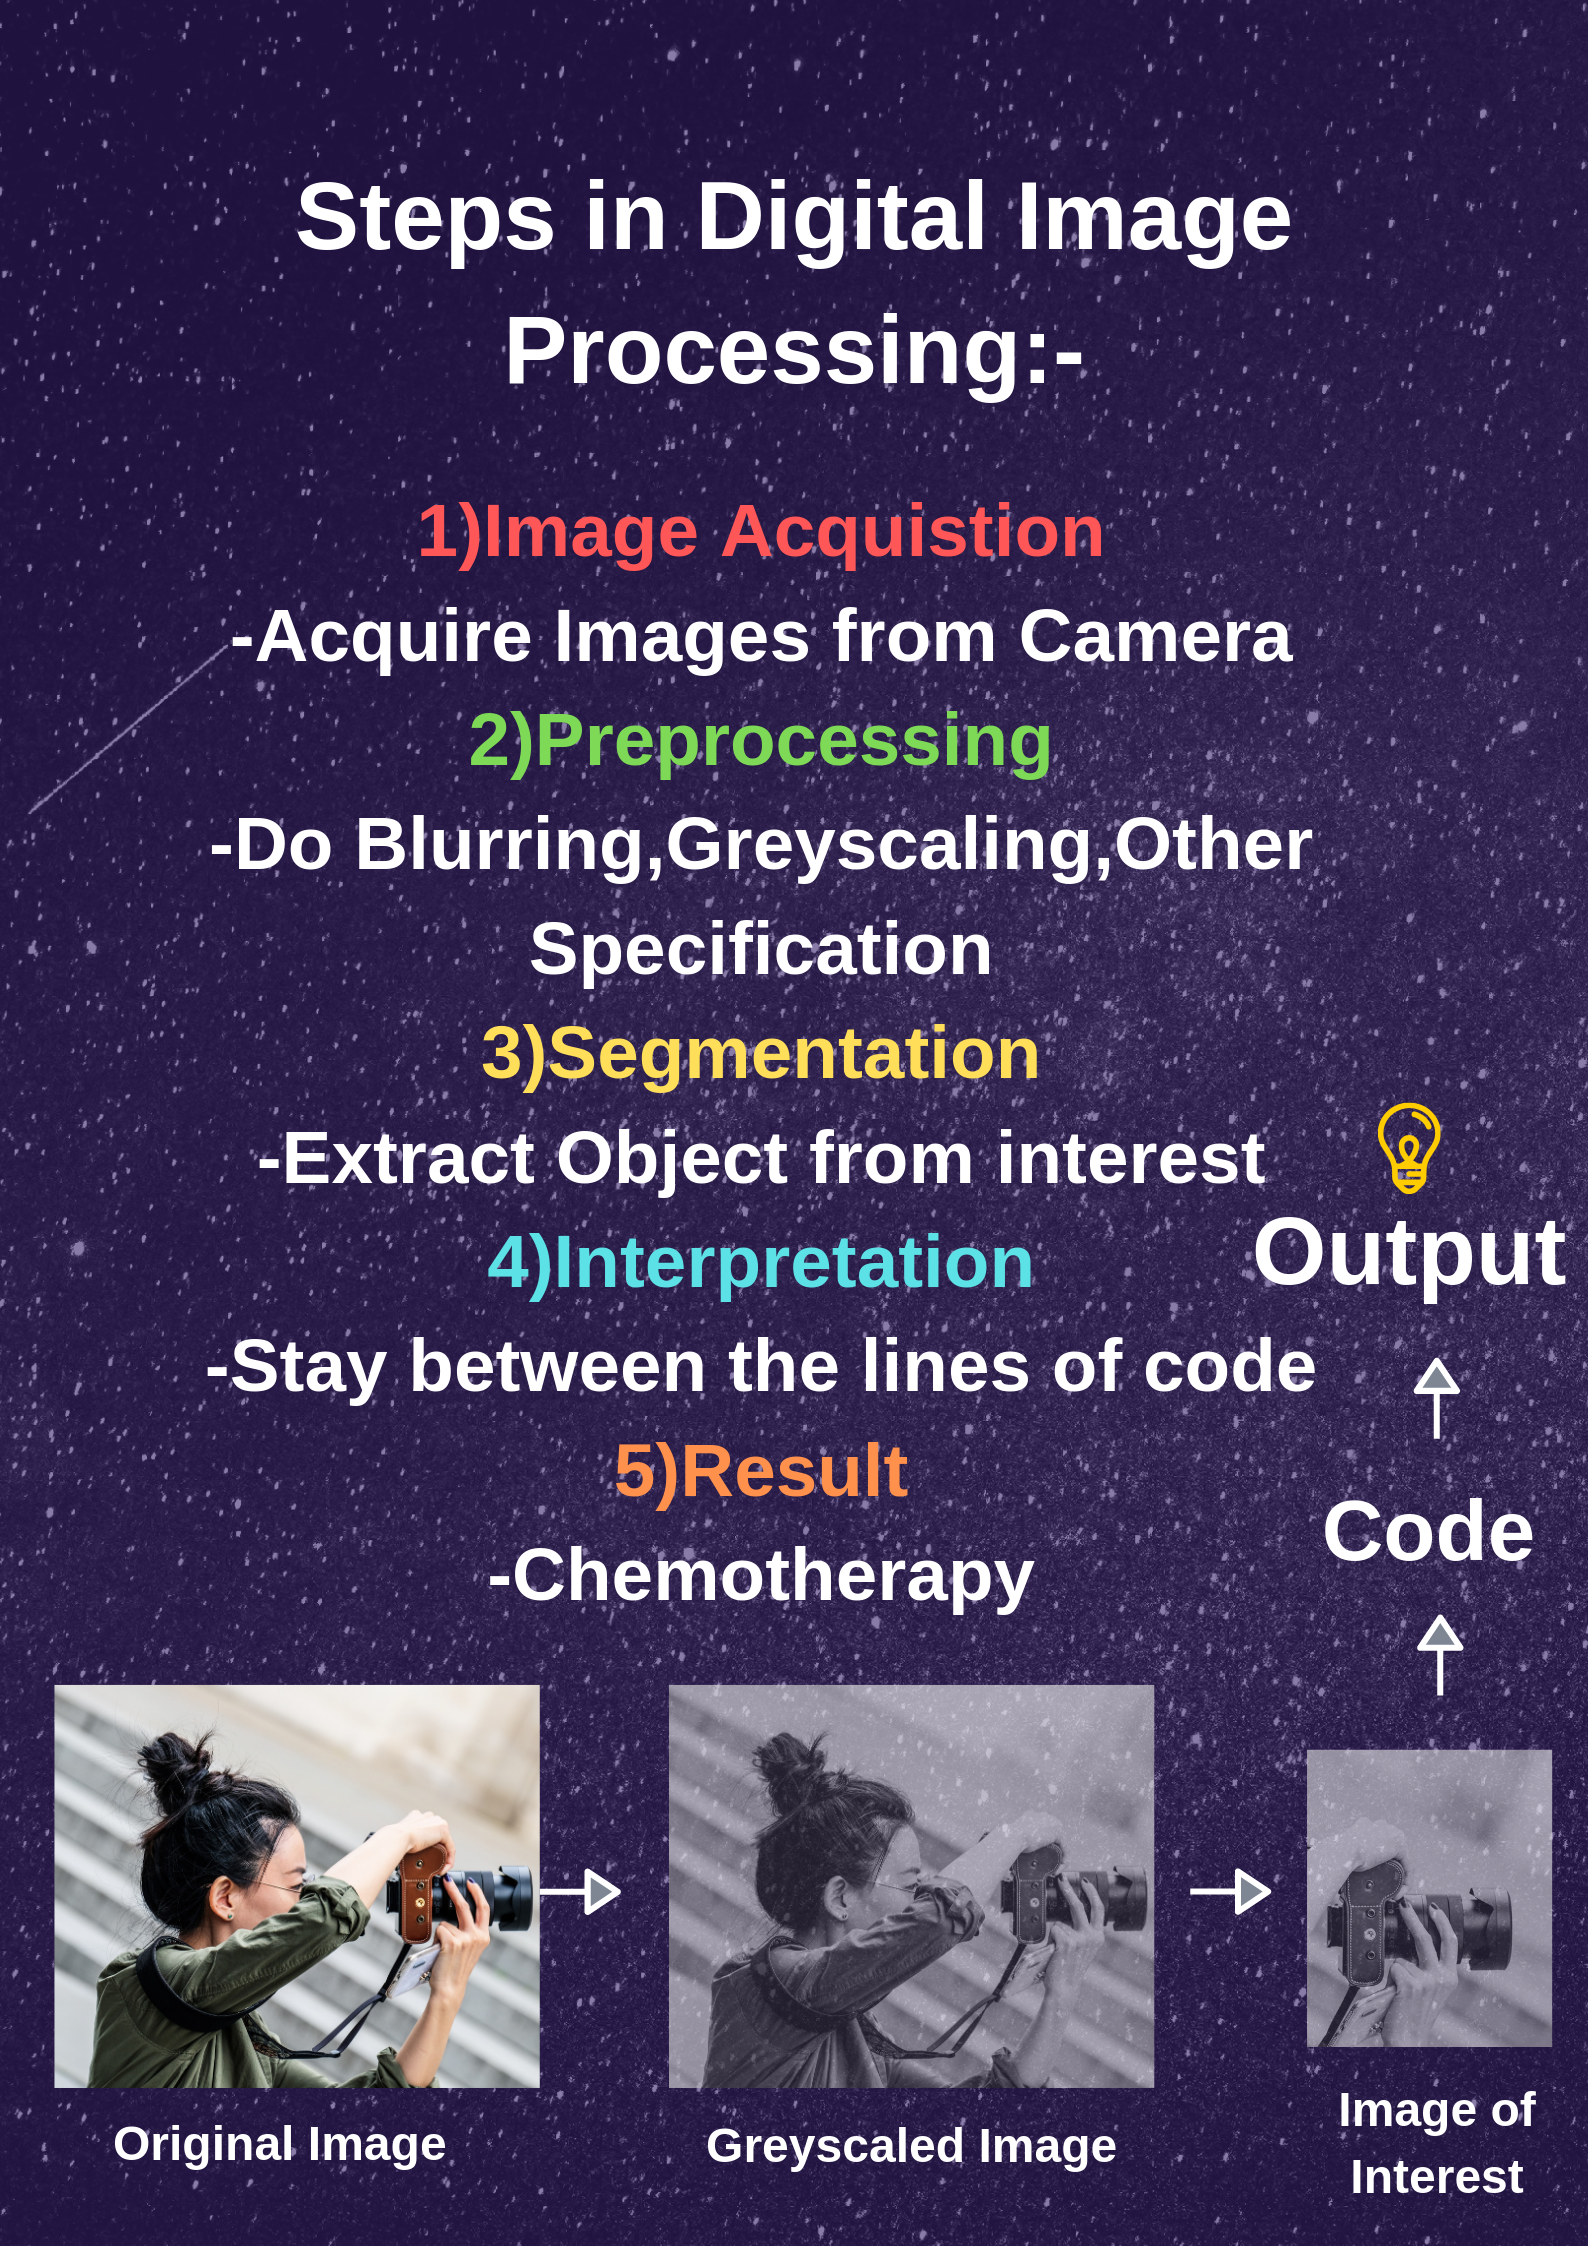 Steps in Digital Image
Processing:-
1)Image Acquistion
-Acquire Images from Camera
2)Preprocessing
-Do Blurring,Greyscaling,Other
Specification
3)Segmentation
-Extract Object from interest
4)Interpretation
-Stay between the lines of code
5)Result
-Chemotherapy
Output
Code
Original Image
Greyscaled Image
Image of
Interest